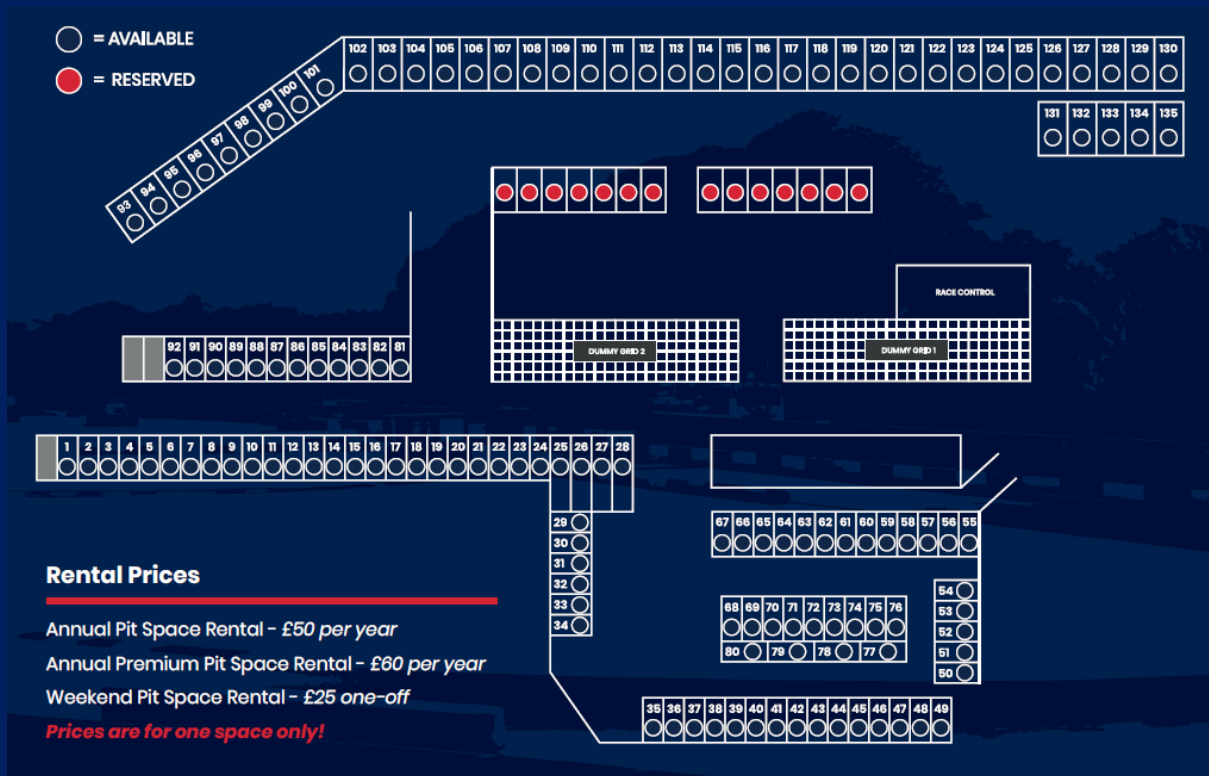 = AVAILABLE
= RESERVED
102 103 104 105 106 107 108 109 110 111 112 113 114 115 116 117 118 119 120 121 122 123 124 125 126 127 128 129 130
93 94 95 96 97 98 99 100 101
131 132 133 134 135
RACE CONTROL
DUMMY GRID 2
DUMMY GRID 1
92 91 90 89 88 87 86 85 84 83 82 81
1 2 3 4 5 6 7 8 9 10 11 12 13 14 15 16 17 18 19 20 21 22 23 24 25 26 27 28
29
30
31
32
33
34
67 66 65 64 63 62 61 60 59 58 57 56 55
54
53
52
51
50
68 69 70 71 72 73 74 75 76
80 79 78 77
35 36 37 38 39 40 41 42 43 44 45 46 47 48 49
Rental Prices
Annual Pit Space Rental - £50 per year
Annual Premium Pit Space Rental - £60 per year
Weekend Pit Space Rental - £25 one-off
Prices are for one space only!